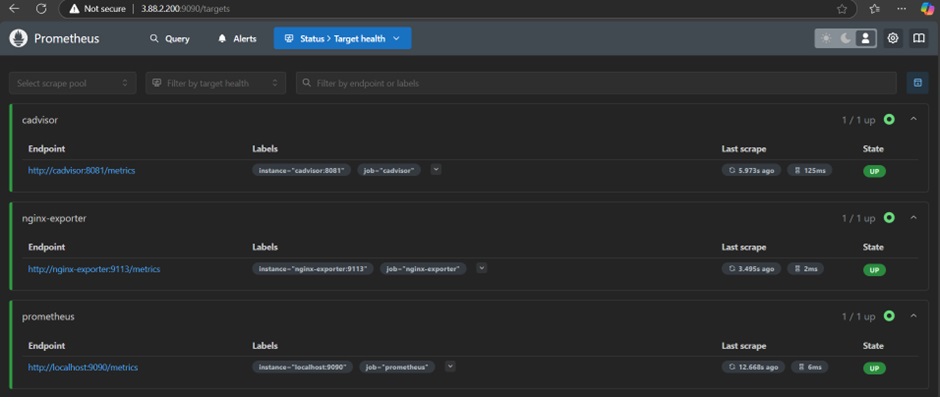 Not secure 3.88.2.200:9090/targets
Prometheus Query Alerts Status > Target health
Select scrape pool Filter by target health Filter by endpoint or labels
cadvisor 1 / 1 up
Endpoint Labels Last scrape State
http://cadvisor:8081/metrics instance="cadvisor:8081" job="cadvisor" 5.973s ago 125ms UP
nginx-exporter 1 / 1 up
Endpoint Labels Last scrape State
http://nginx-exporter:9113/metrics instance="nginx-exporter:9113" job="nginx-exporter" 3.495s ago 2ms UP
prometheus 1 / 1 up
Endpoint Labels Last scrape State
http://localhost:9090/metrics instance="localhost:9090" job="prometheus" 12.668s ago 6ms UP